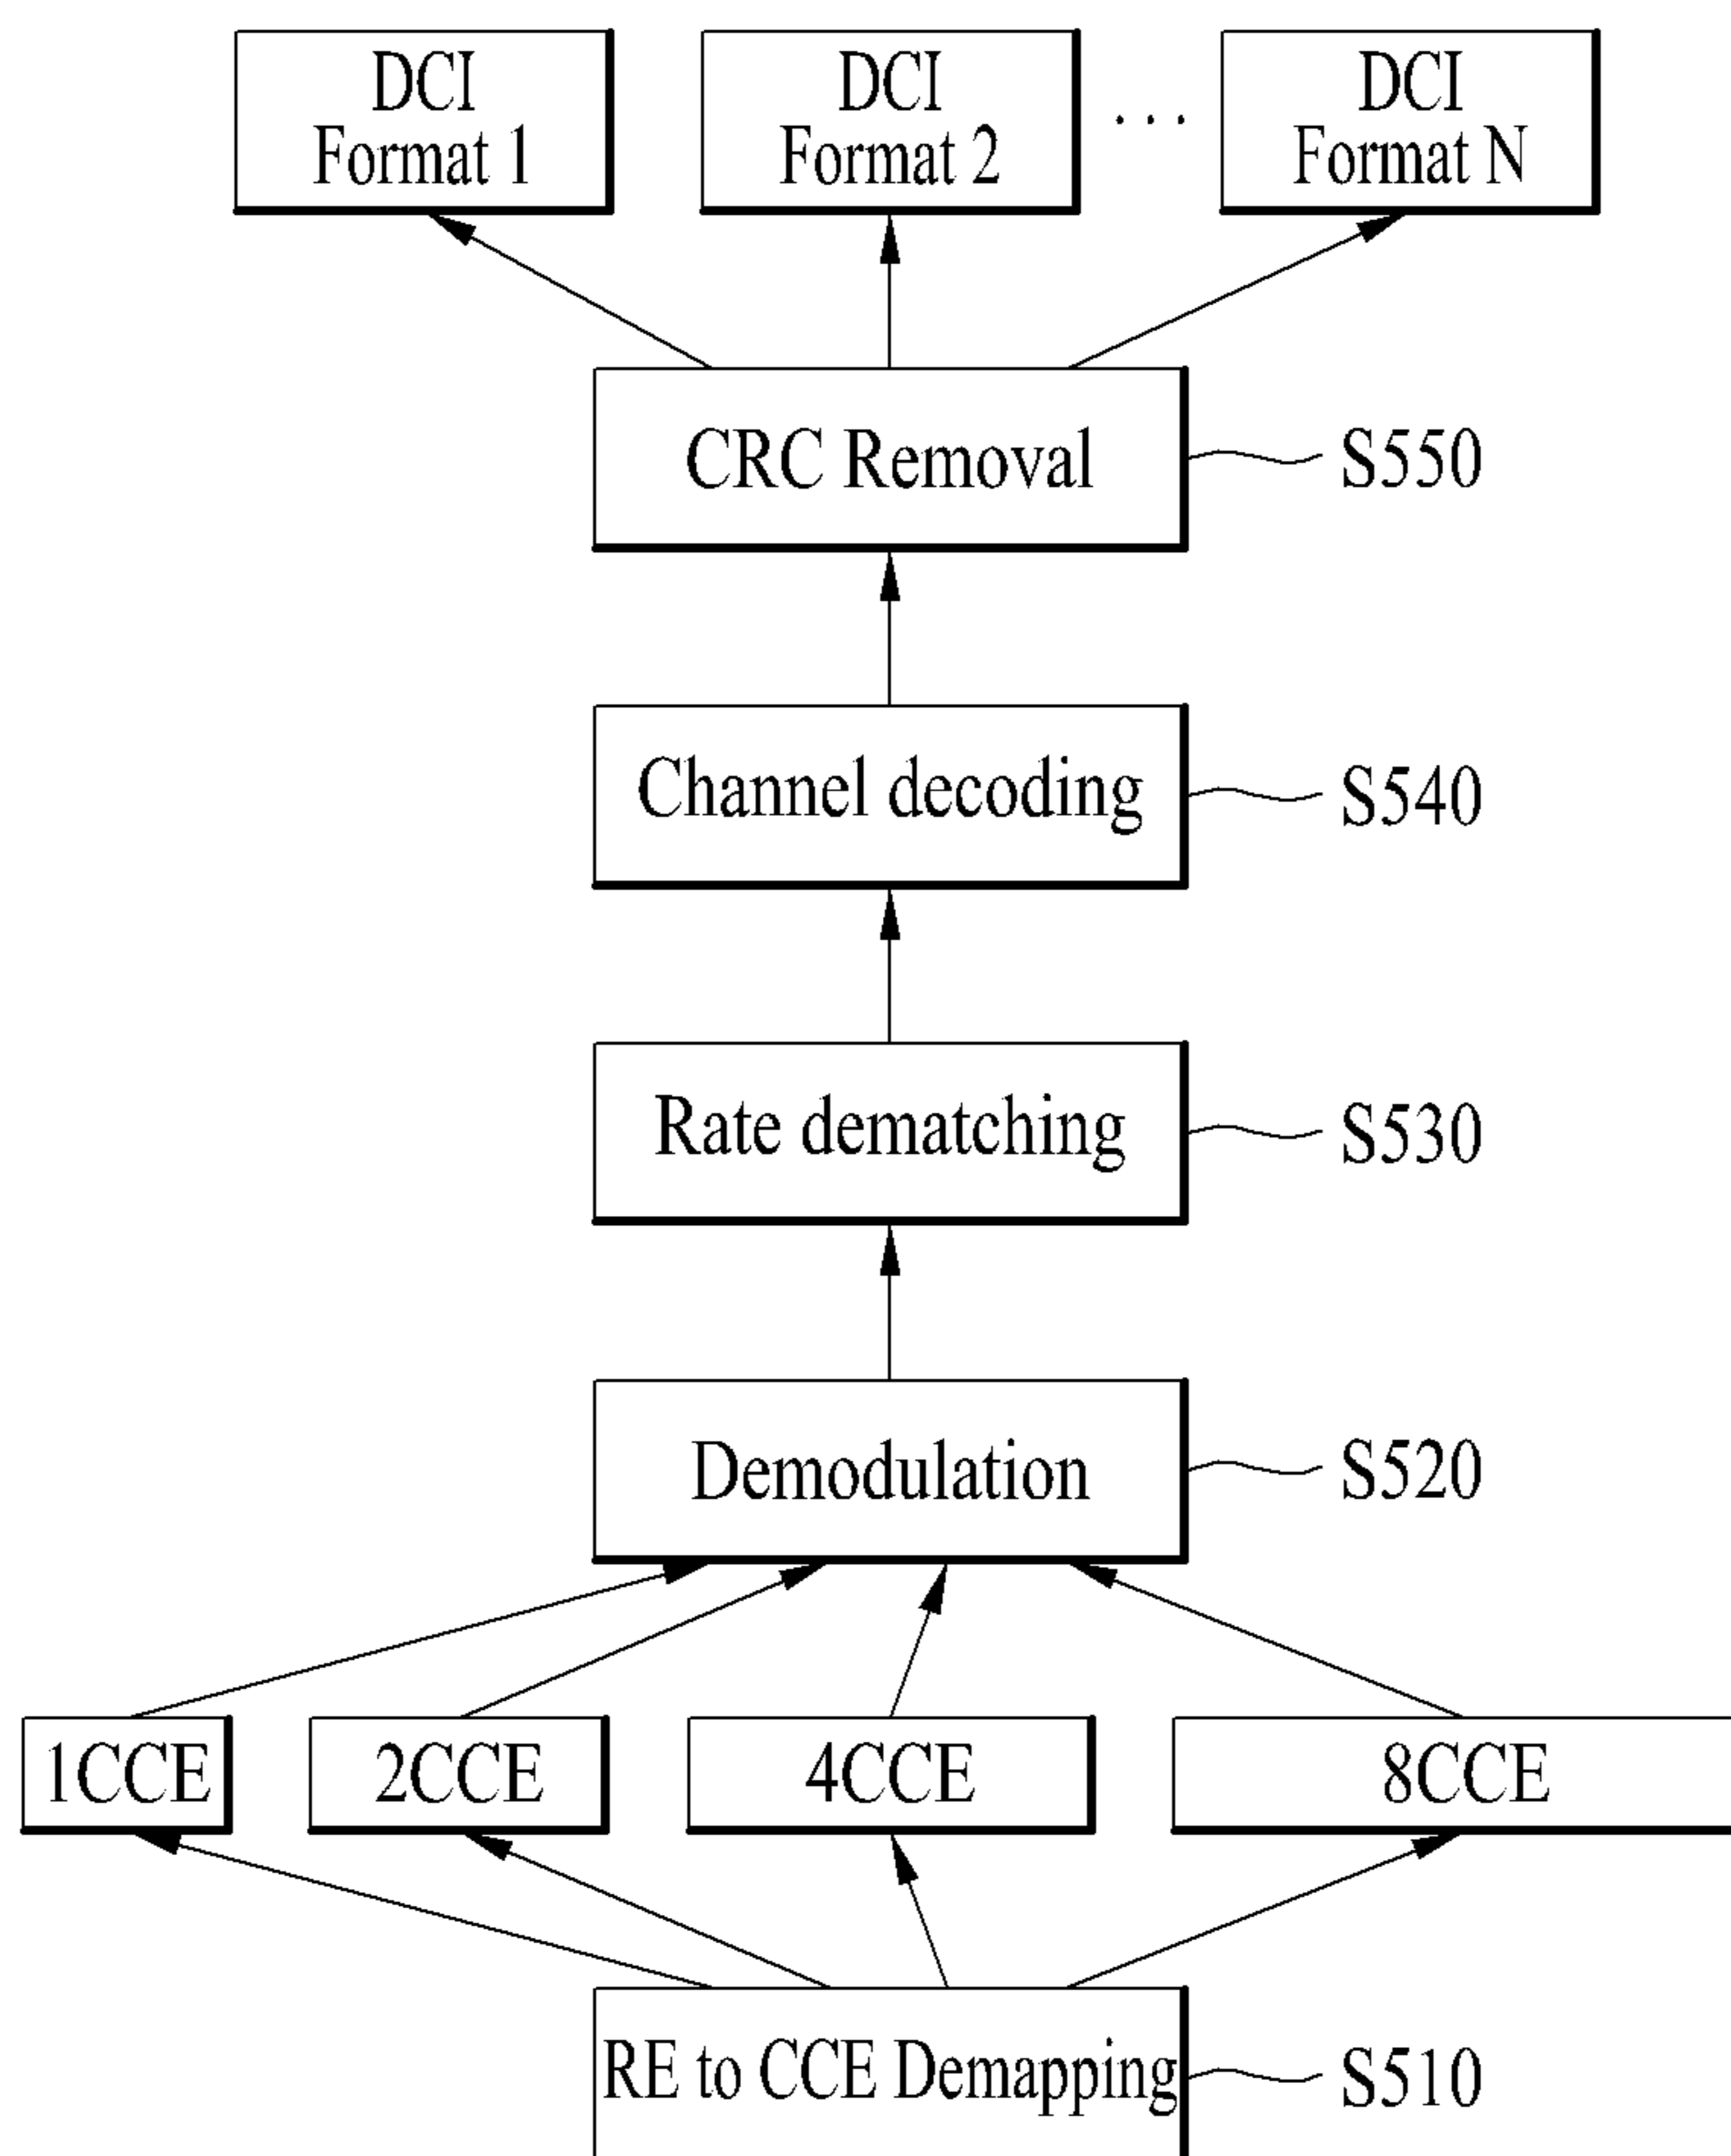 DCI
Format 1
DCI
Format 2
...
DCI
Format N
CRC Removal
S550
Channel decoding
S540
Rate dematching
S530
Demodulation
S520
1CCE
2CCE
4CCE
8CCE
RE to CCE Demapping
S510